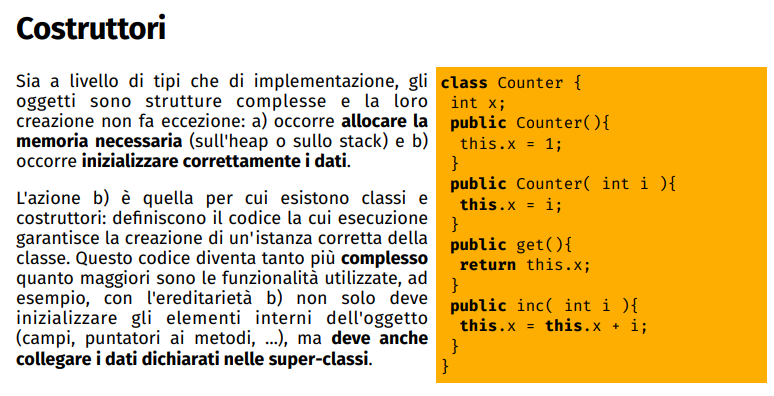 Costruttori
Sia a livello di tipi che di implementazione, gli
oggetti sono strutture complesse e la loro
creazione non fa eccezione: a) occorre allocare la
memoria necessaria (sull'heap o sullo stack) e b)
occorre inizializzare correttamente i dati.
L'azione b) è quella per cui esistono classi e
costruttori: definiscono il codice la cui esecuzione
garantisce la creazione di un'istanza corretta della
classe. Questo codice diventa tanto più complesso
quanto maggiori sono le funzionalità utilizzate, ad
esempio, con l'ereditarietà b) non solo deve
inizializzare gli elementi interni dell'oggetto
(campi, puntatori ai metodi, …), ma deve anche
collegare i dati dichiarati nelle super-classi.
class Counter {
int x;
public Counter(){
this.x = 1;
}
public Counter( int i ){
this.x = i;
}
public get(){
return this.x;
}
public inc( int i ){
this.x = this.x + i;
}
}